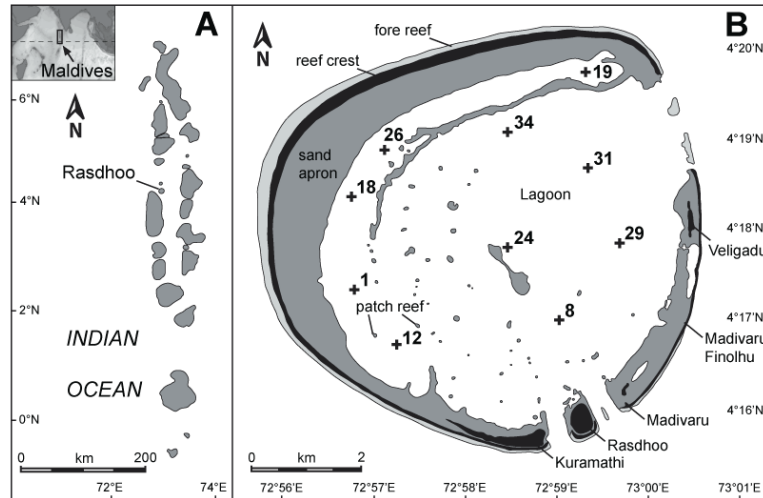 Maldives
A
N
6°N
Rasdhoo
4°N
2°N
INDIAN
OCEAN
0°N
0
km
200
72°E
74°E
B
N
fore reef
reef crest
4°20'N
19
34
4°19'N
26
31
sand
apron
18
Lagoon
4°18'N
24
29
Veligadu
1
patch reef
8
4°17'N
12
Madivaru
Finolhu
4°16'N
Madivaru
Rasdhoo
Kuramathi
0
km
2
72°56'E
72°57'E
72°58'E
72°59'E
73°00'E
73°01'E